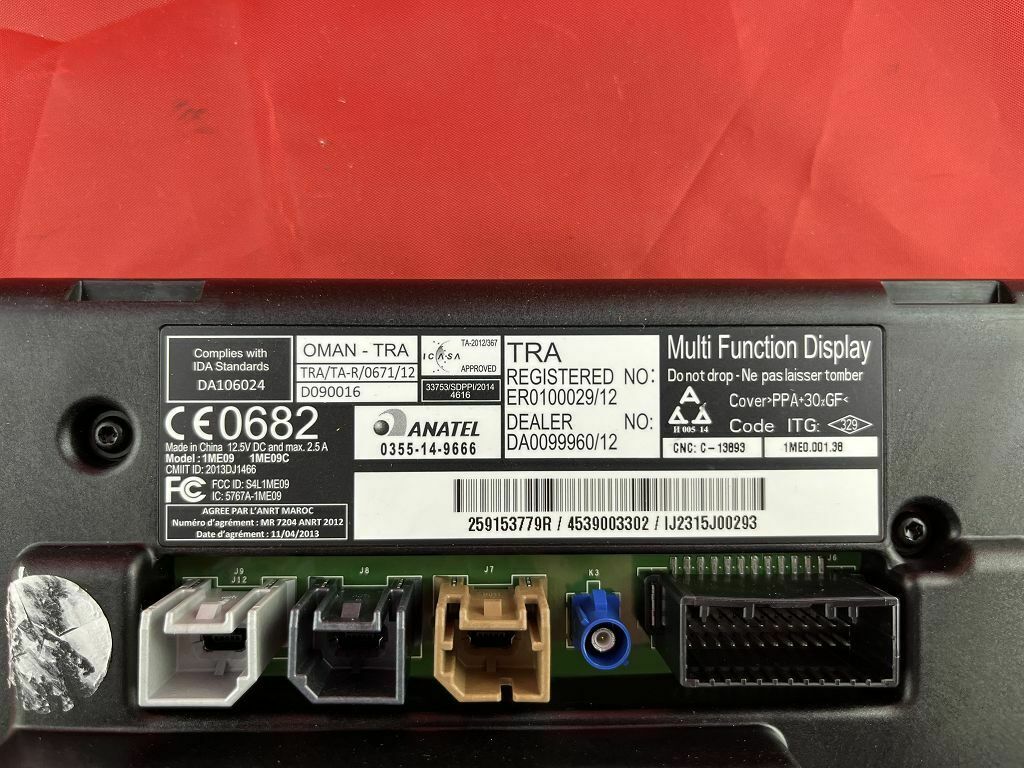 Complies with
IDA Standards
DA106024
OMAN - TRA
TRA/TA-R/0671/12
D090016
ICASA
TA-2012/367
APPROVED
33753/SDPPI/2014
4616
TRA
REGISTERED NO:
ER0100029/12
DEALER NO:
DA0099960/12
Multi Function Display
Do not drop - Ne pas laisser tomber
Cover>PPA+30%GF<
H 005 14
Code ITG: 329
CNC: C-13893
1ME0.001.36
CE0682
Made in China 12.5V DC and max. 2.5 A
Model : 1ME09 1ME09C
CMIIT ID: 2013DJ1466
FC FCC ID: S4L1ME09
IC: 5767A-1ME09
AGREE PAR L'ANRT MAROC
Numéro d'agrément : MR 7204 ANRT 2012
Date d'agrément : 11/04/2013
ANATEL
0355-14-9666
259153779R / 4539003302 / IJ2315J00293
J9
J12
J8
J7
K3
J6